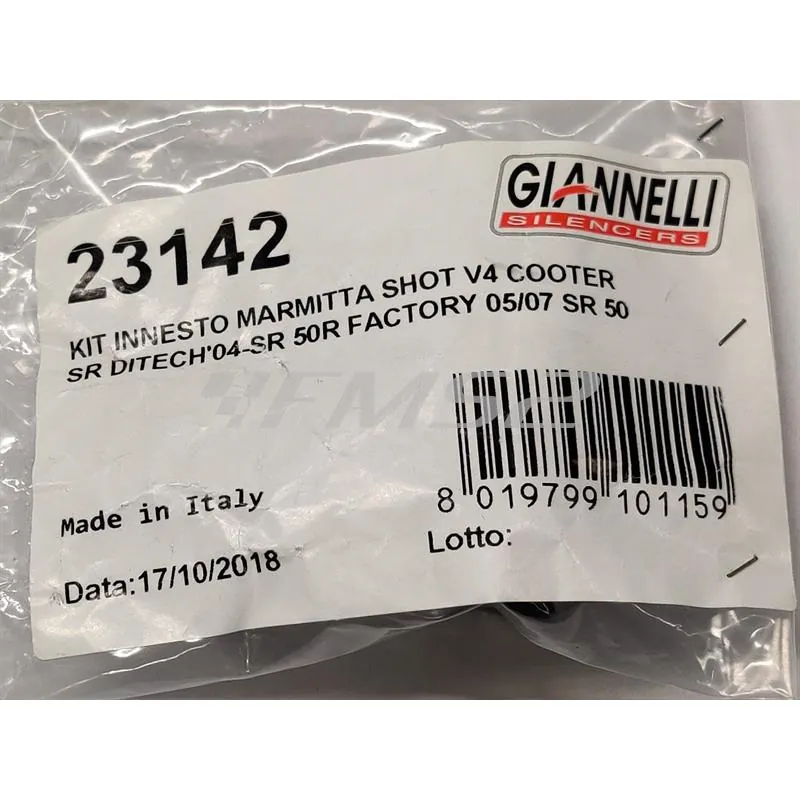 GIANNELLI
SILENCERS
23142
KIT INNESTO MARMITTA SHOT V4 COOTER
SR DITECH'04-SR 50R FACTORY 05/07 SR 50
FMS2
8 019799 101159
Made in Italy
Lotto:
Data:17/10/2018